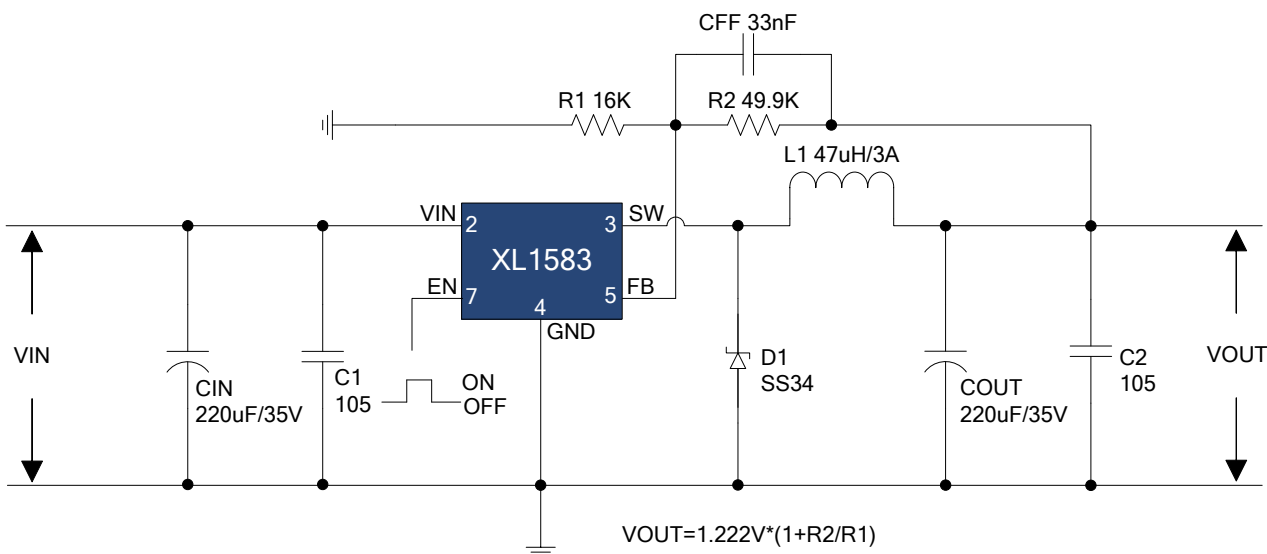 CFF 33nF
R1 16K
R2 49.9K
L1 47uH/3A
VIN
2
3
SW
XL1583
EN
7
5
FB
4
GND
VIN
CIN
220uF/35V
C1
105
ON
OFF
D1
SS34
COUT
220uF/35V
C2
105
VOUT
VOUT=1.222V*(1+R2/R1)